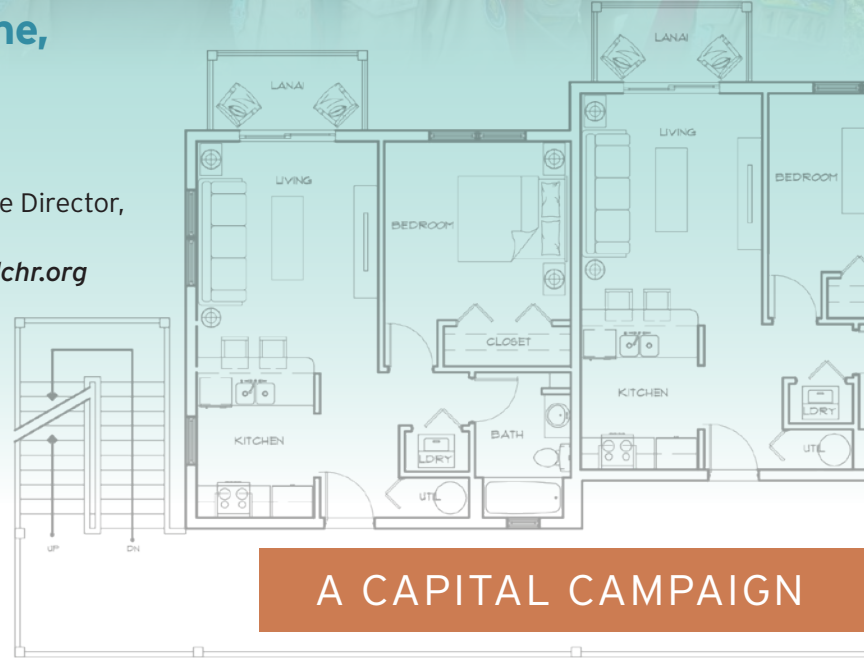 ne,
e Director,
chr.org
LANAI
LIVING
BEDROOM
CLOSET
KITCHEN
LDRY
BATH
UTIL
UP
DN
LANAI
LIVING
BEDROOM
KITCHEN
LDRY
UTIL
A CAPITAL CAMPAIGN